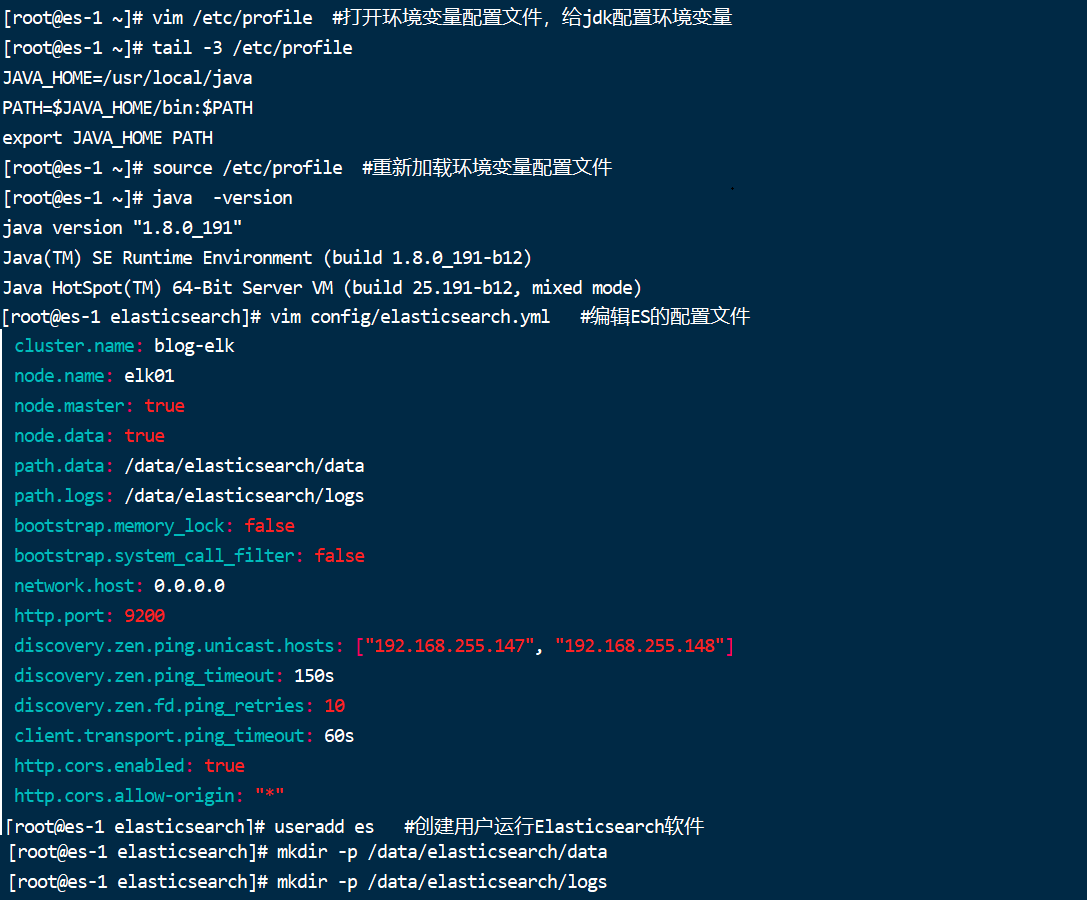 [root@es-1 ~]# vim /etc/profile  #打开环境变量配置文件，给jdk配置环境变量
[root@es-1 ~]# tail -3 /etc/profile
JAVA_HOME=/usr/local/java
PATH=$JAVA_HOME/bin:$PATH
export JAVA_HOME PATH
[root@es-1 ~]# source /etc/profile  #重新加载环境变量配置文件
[root@es-1 ~]# java  -version
java version "1.8.0_191"
Java(TM) SE Runtime Environment (build 1.8.0_191-b12)
Java HotSpot(TM) 64-Bit Server VM (build 25.191-b12, mixed mode)
[root@es-1 elasticsearch]# vim config/elasticsearch.yml   #编辑ES的配置文件
cluster.name: blog-elk
node.name: elk01
node.master: true
node.data: true
path.data: /data/elasticsearch/data
path.logs: /data/elasticsearch/logs
bootstrap.memory_lock: false
bootstrap.system_call_filter: false
network.host: 0.0.0.0
http.port: 9200
discovery.zen.ping.unicast.hosts: ["192.168.255.147", "192.168.255.148"]
discovery.zen.ping_timeout: 150s
discovery.zen.fd.ping_retries: 10
client.transport.ping_timeout: 60s
http.cors.enabled: true
http.cors.allow-origin: "*"
[root@es-1 elasticsearch]# useradd es   #创建用户运行Elasticsearch软件
[root@es-1 elasticsearch]# mkdir -p /data/elasticsearch/data
[root@es-1 elasticsearch]# mkdir -p /data/elasticsearch/logs